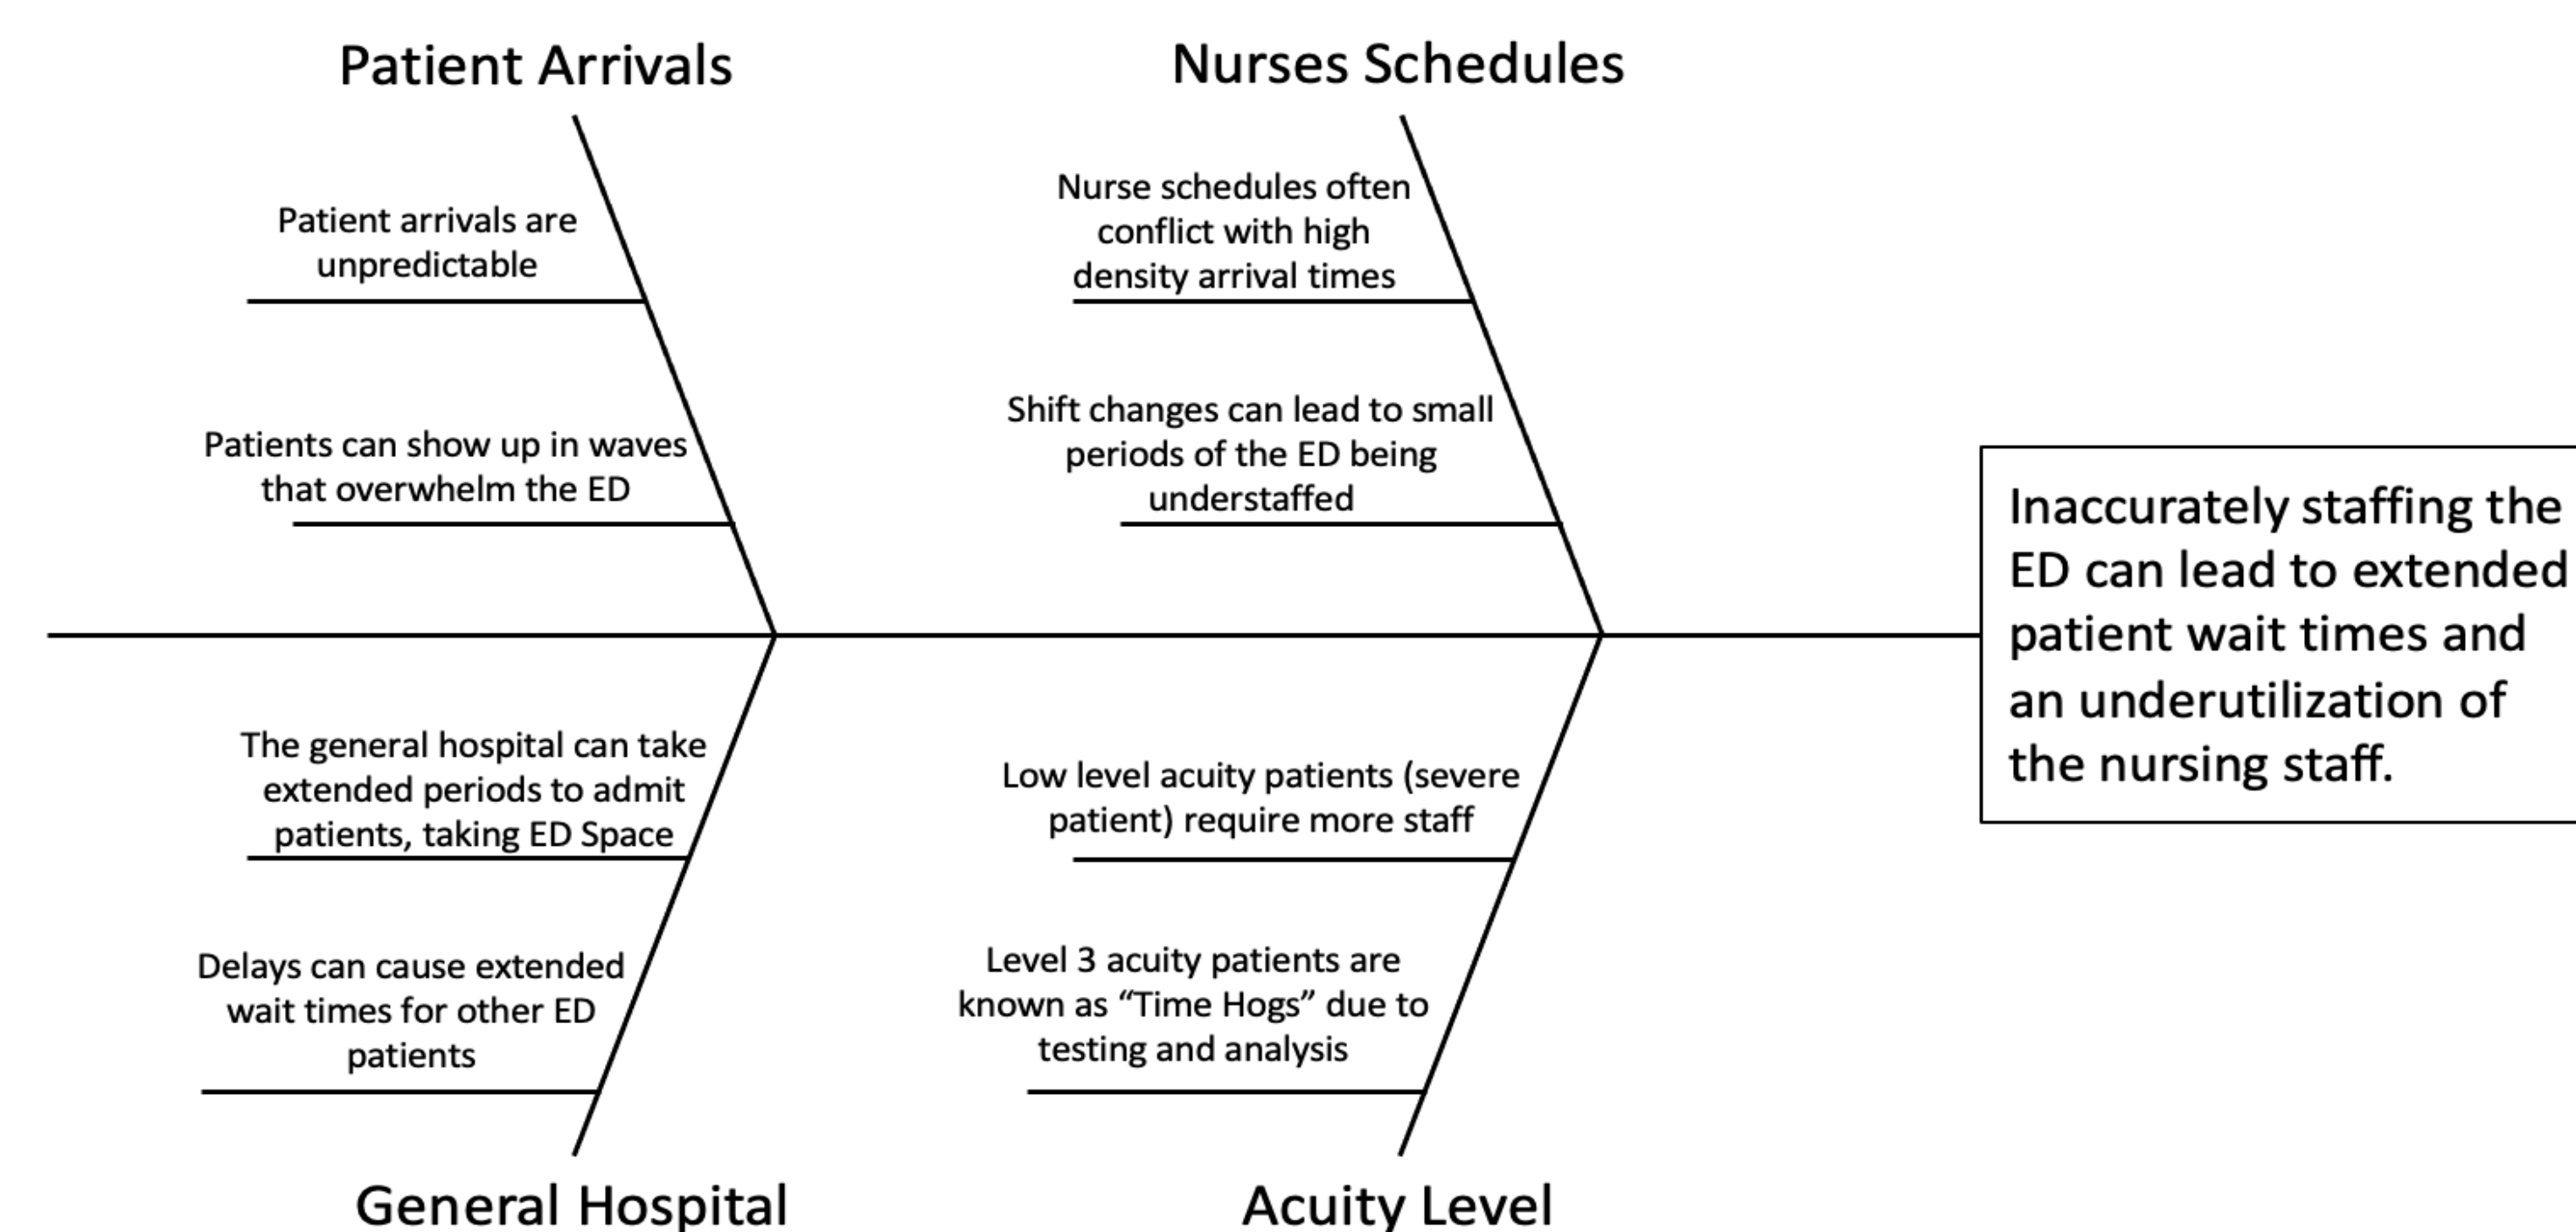 Patient Arrivals
Nurses Schedules
Patient arrivals are
unpredictable
Patients can show up in waves
that overwhelm the ED
Nurse schedules often
conflict with high
density arrival times
Shift changes can lead to small
periods of the ED being
understaffed
Inaccurately staffing the
ED can lead to extended
patient wait times and
an underutilization of
the nursing staff.
The general hospital can take
extended periods to admit
patients, taking ED Space
Delays can cause extended
wait times for other ED
patients
Low level acuity patients (severe
patient) require more staff
Level 3 acuity patients are
known as “Time Hogs” due to
testing and analysis
General Hospital
Acuity Level